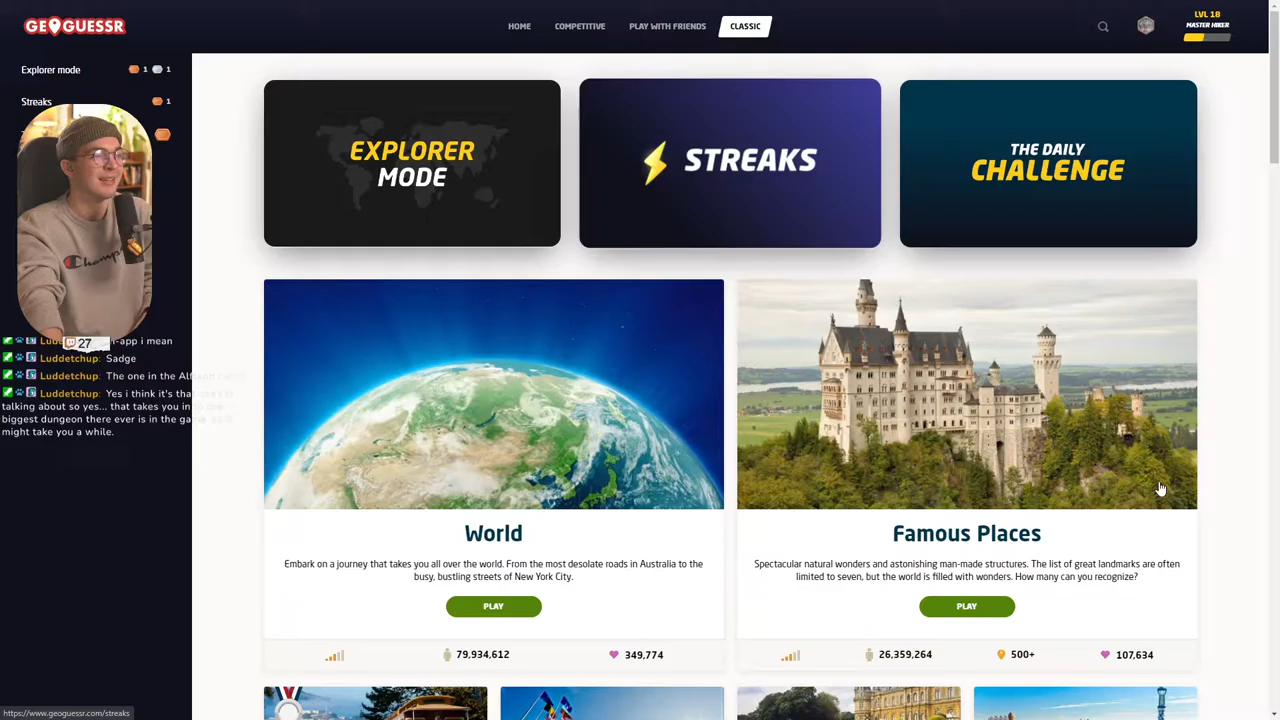 GEOGUESSR
HOME
COMPETITIVE
PLAY WITH FRIENDS
CLASSIC
LVL 18
MASTER HIKER
Explorer mode
1
1
Streaks
1
EXPLORER
MODE
STREAKS
THE DAILY
CHALLENGE
Champ
27
-app i mean
Luddetchup: Sadge
Luddetchup: The one in the
Luddetchup: Yes i think it's
talking about so yes... that takes you in
biggest dungeon there ever is in the
might take you a while.
World
Embark on a journey that takes you all over the world. From the most desolate roads in Australia to the
busy, bustling streets of New York City.
PLAY
79,934,612
349,774
Famous Places
Spectacular natural wonders and astonishing man-made structures. The list of great landmarks are often
limited to seven, but the world is filled with wonders. How many can you recognize?
PLAY
26,359,264
500+
107,634
https://www.geoguessr.com/streaks